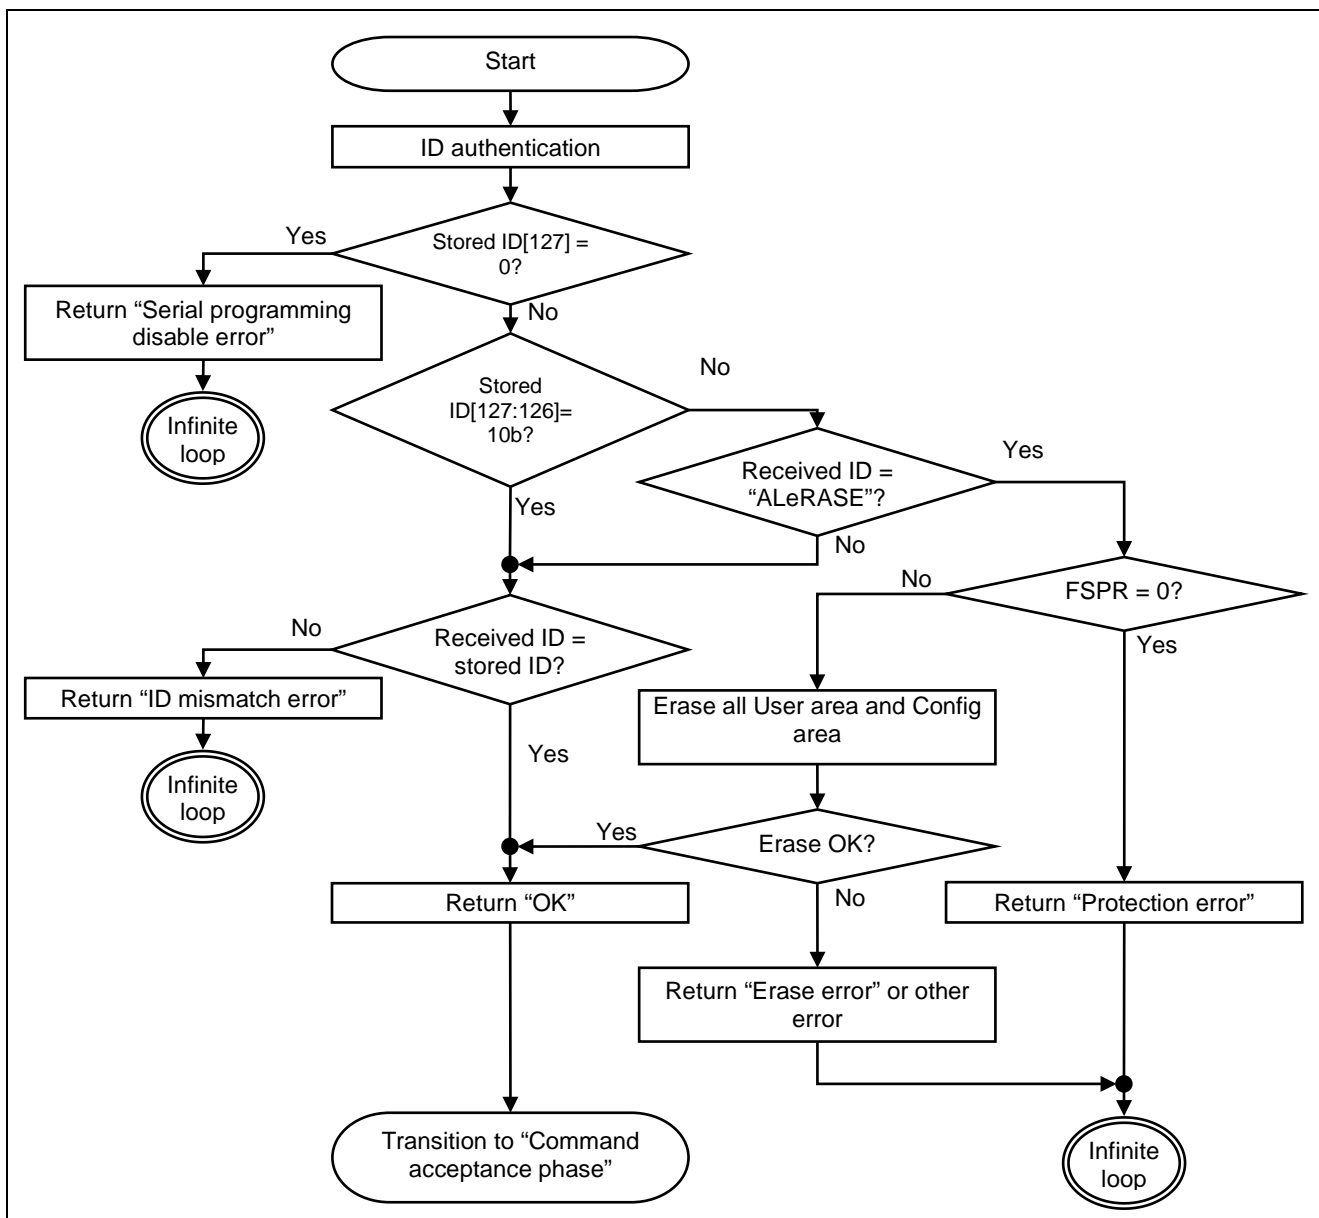 Start
ID authentication
Yes
Stored ID[127] =
0?
Return “Serial programming
disable error”
No
Infinite
loop
Stored
ID[127:126]=
10b?
No
Yes
Received ID =
“ALeRASE”?
Yes
No
No
FSPR = 0?
Yes
No
Received ID =
stored ID?
Return “ID mismatch error”
Erase all User area and Config
area
Yes
Infinite
loop
Yes
Erase OK?
No
Return “OK”
Return “Protection error”
Return “Erase error” or other
error
Transition to “Command
acceptance phase”
Infinite
loop